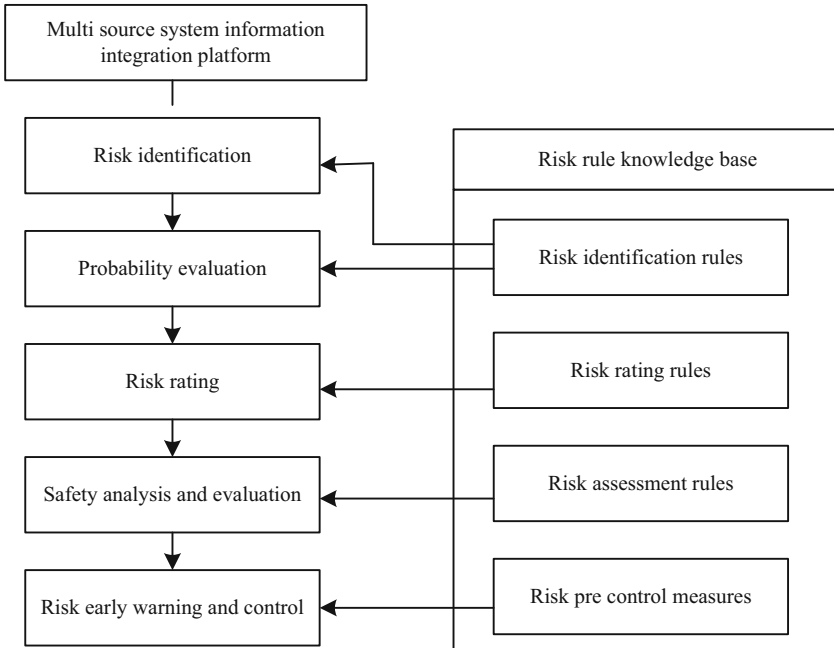 Multi source system information
integration platform
Risk identification
Risk rule knowledge base
Probability evaluation
Risk identification rules
Risk rating
Risk rating rules
Safety analysis and evaluation
Risk assessment rules
Risk early warning and control
Risk pre control measures